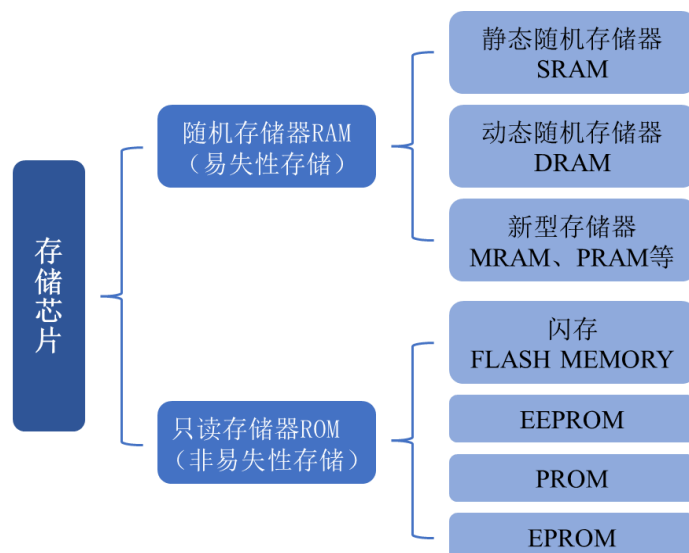 存储芯片
随机存储器RAM
（易失性存储）
静态随机存储器
SRAM
动态随机存储器
DRAM
新型存储器
MRAM、PRAM等
只读存储器ROM
（非易失性存储）
闪存
FLASH MEMORY
EEPROM
PROM
EPROM